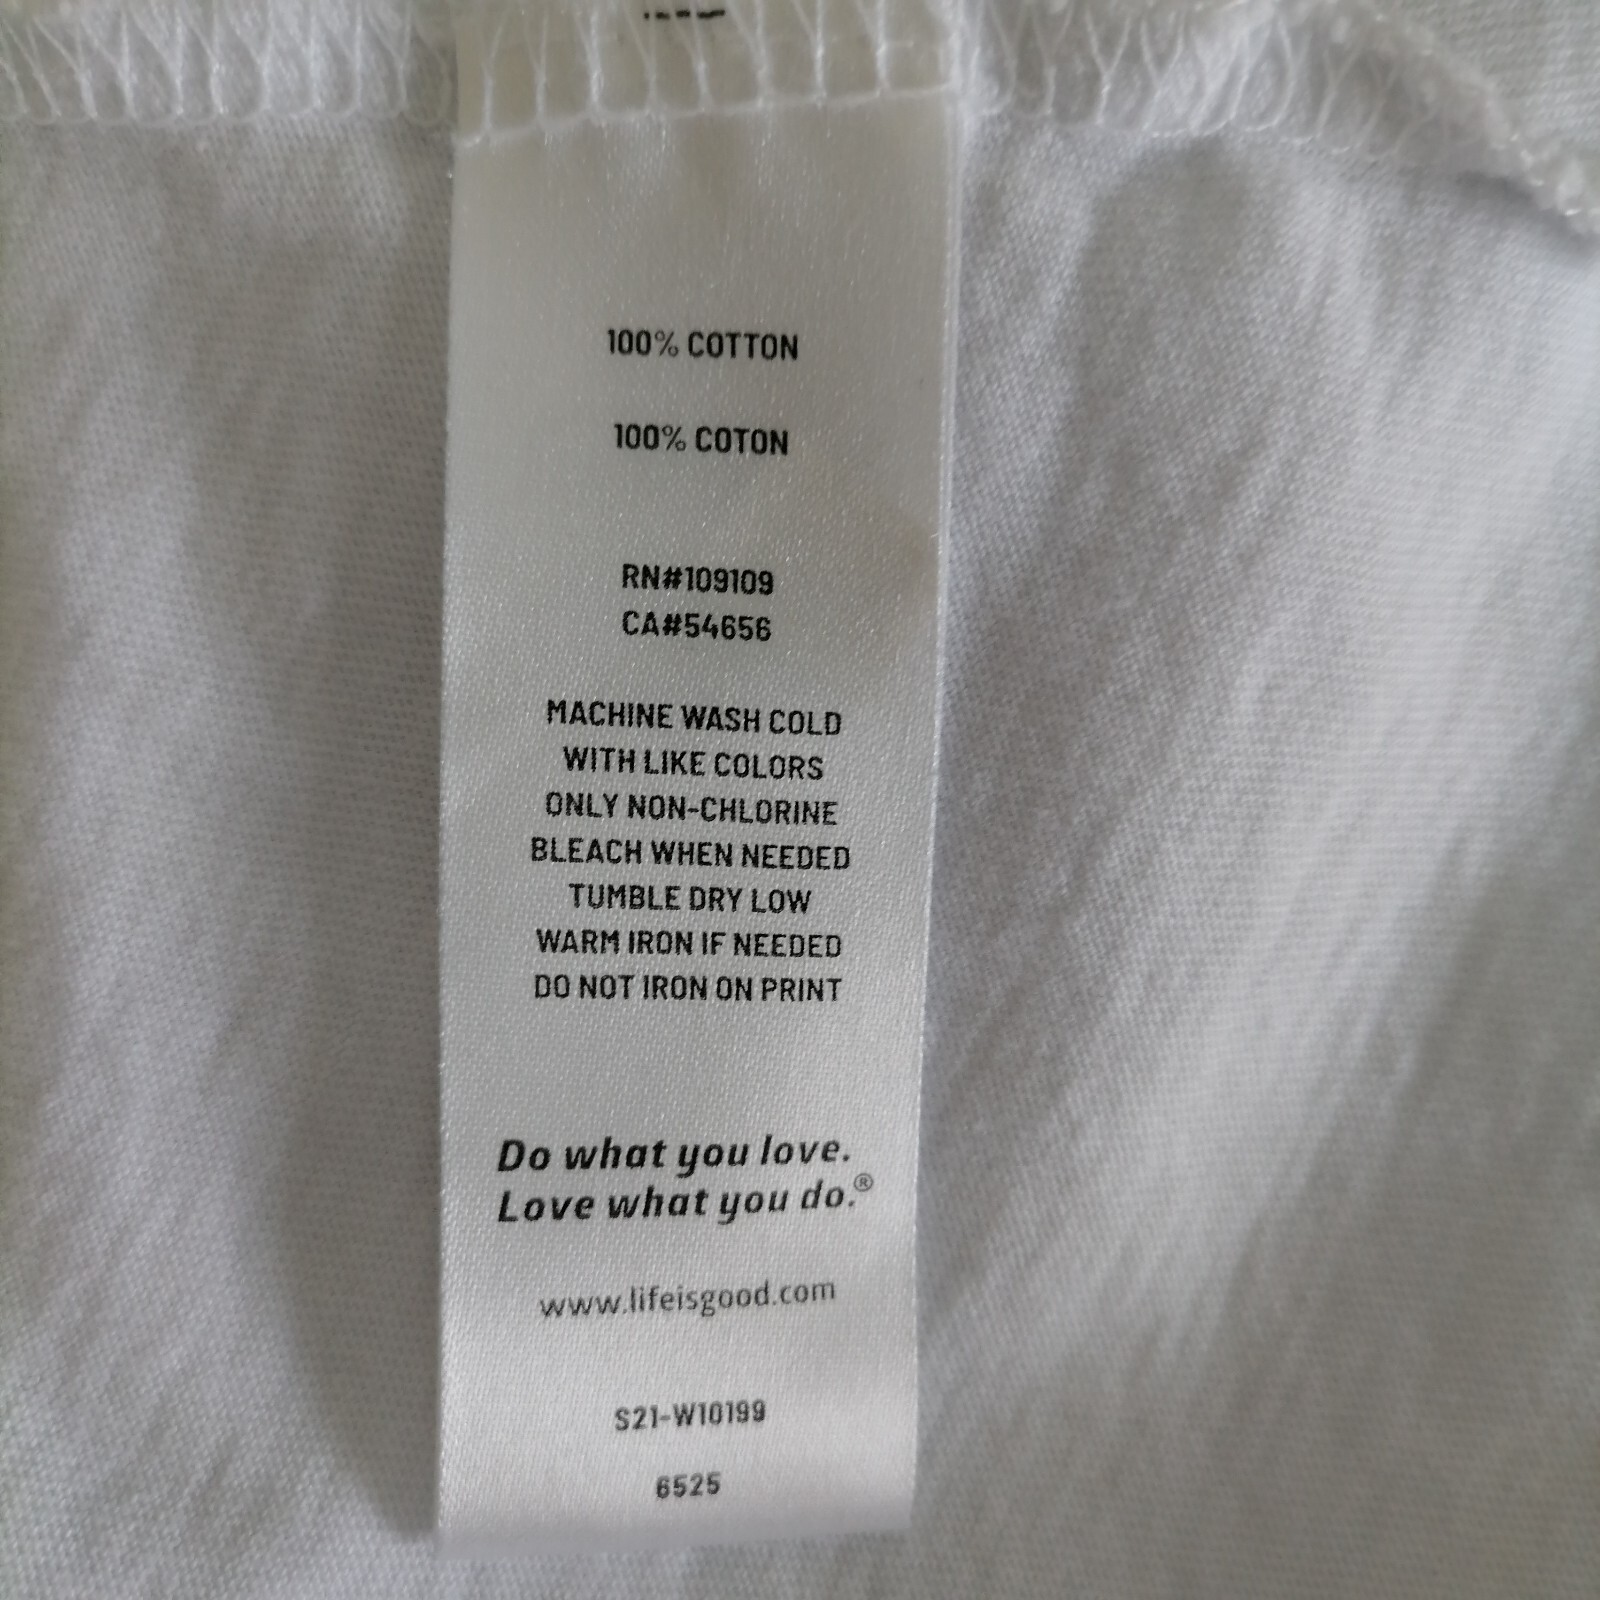 100% COTTON
100% COTON
RN#109109
CA#54656
MACHINE WASH COLD
WITH LIKE COLORS
ONLY NON-CHLORINE
BLEACH WHEN NEEDED
TUMBLE DRY LOW
WARM IRON IF NEEDED
DO NOT IRON ON PRINT
Do what you love.
Love what you do.®
www.lifeisgood.com
S21-W10199
6525